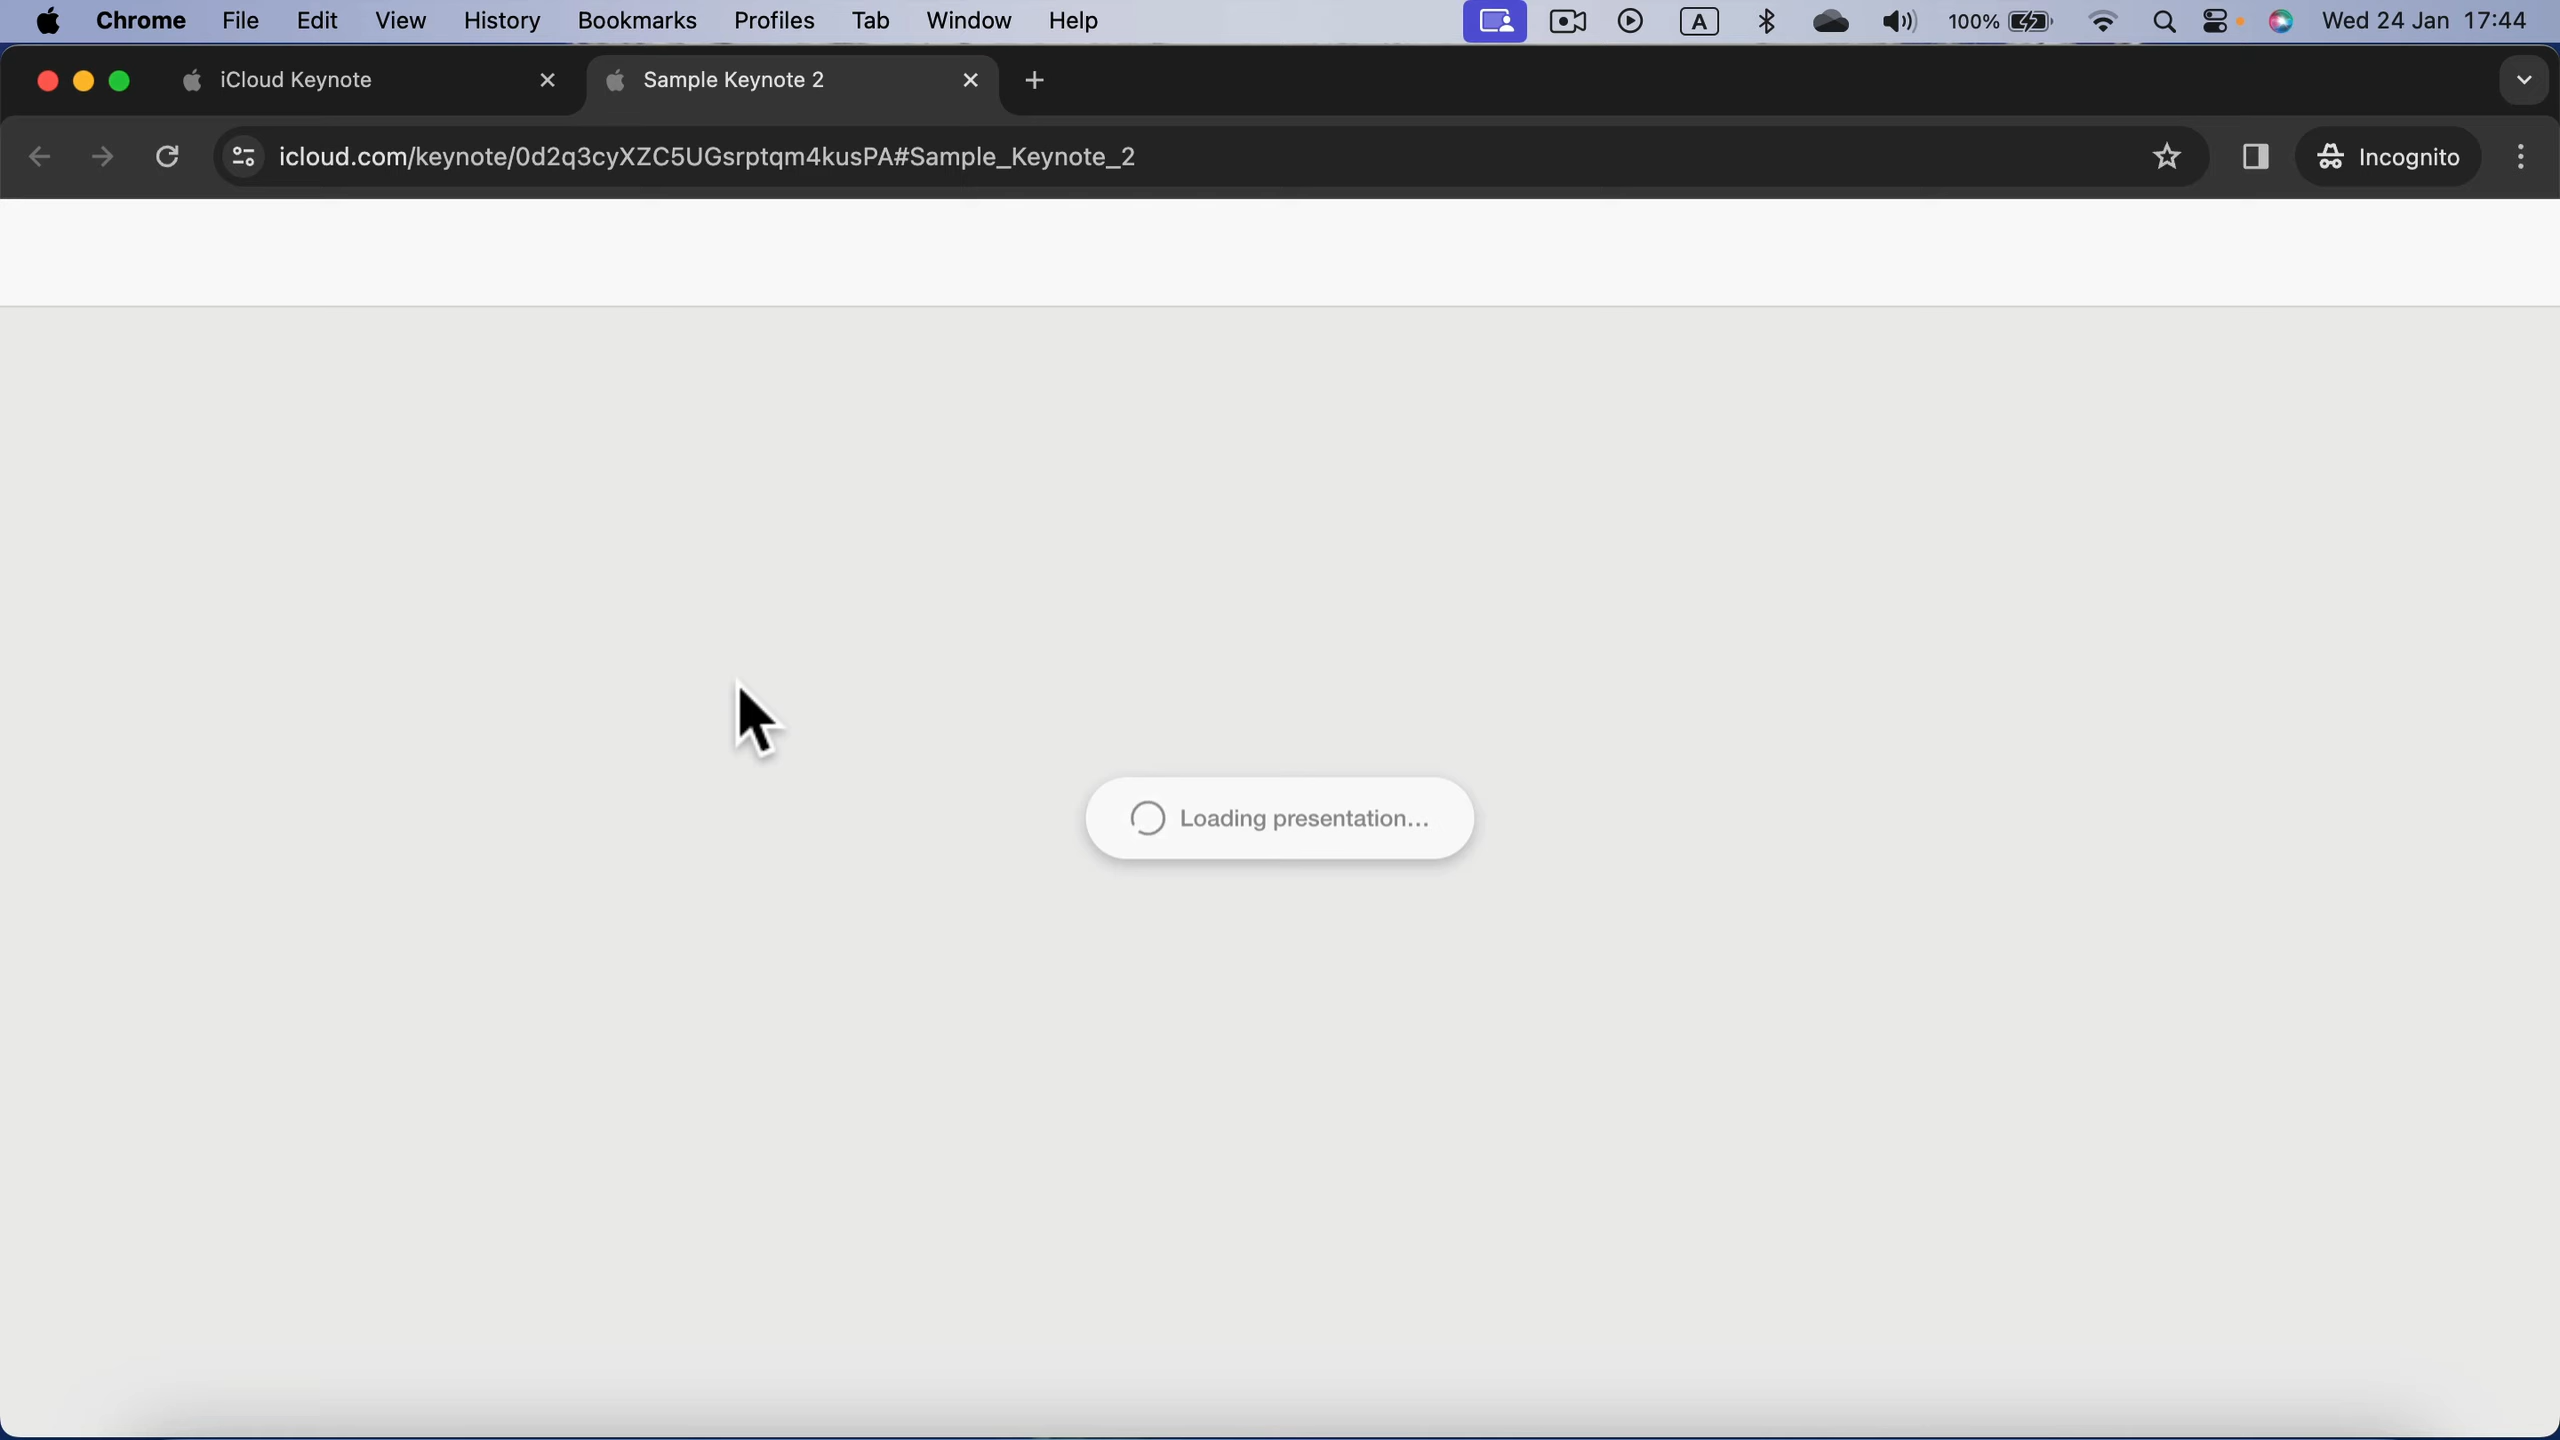 Chrome File Edit View History Bookmarks Profiles Tab Window Help A 100% Wed 24 Jan 17:44
iCloud Keynote Sample Keynote 2
icloud.com/keynote/0d2q3cyXZC5UGsrptqm4kusPA#Sample_Keynote_2 Incognito
Loading presentation...